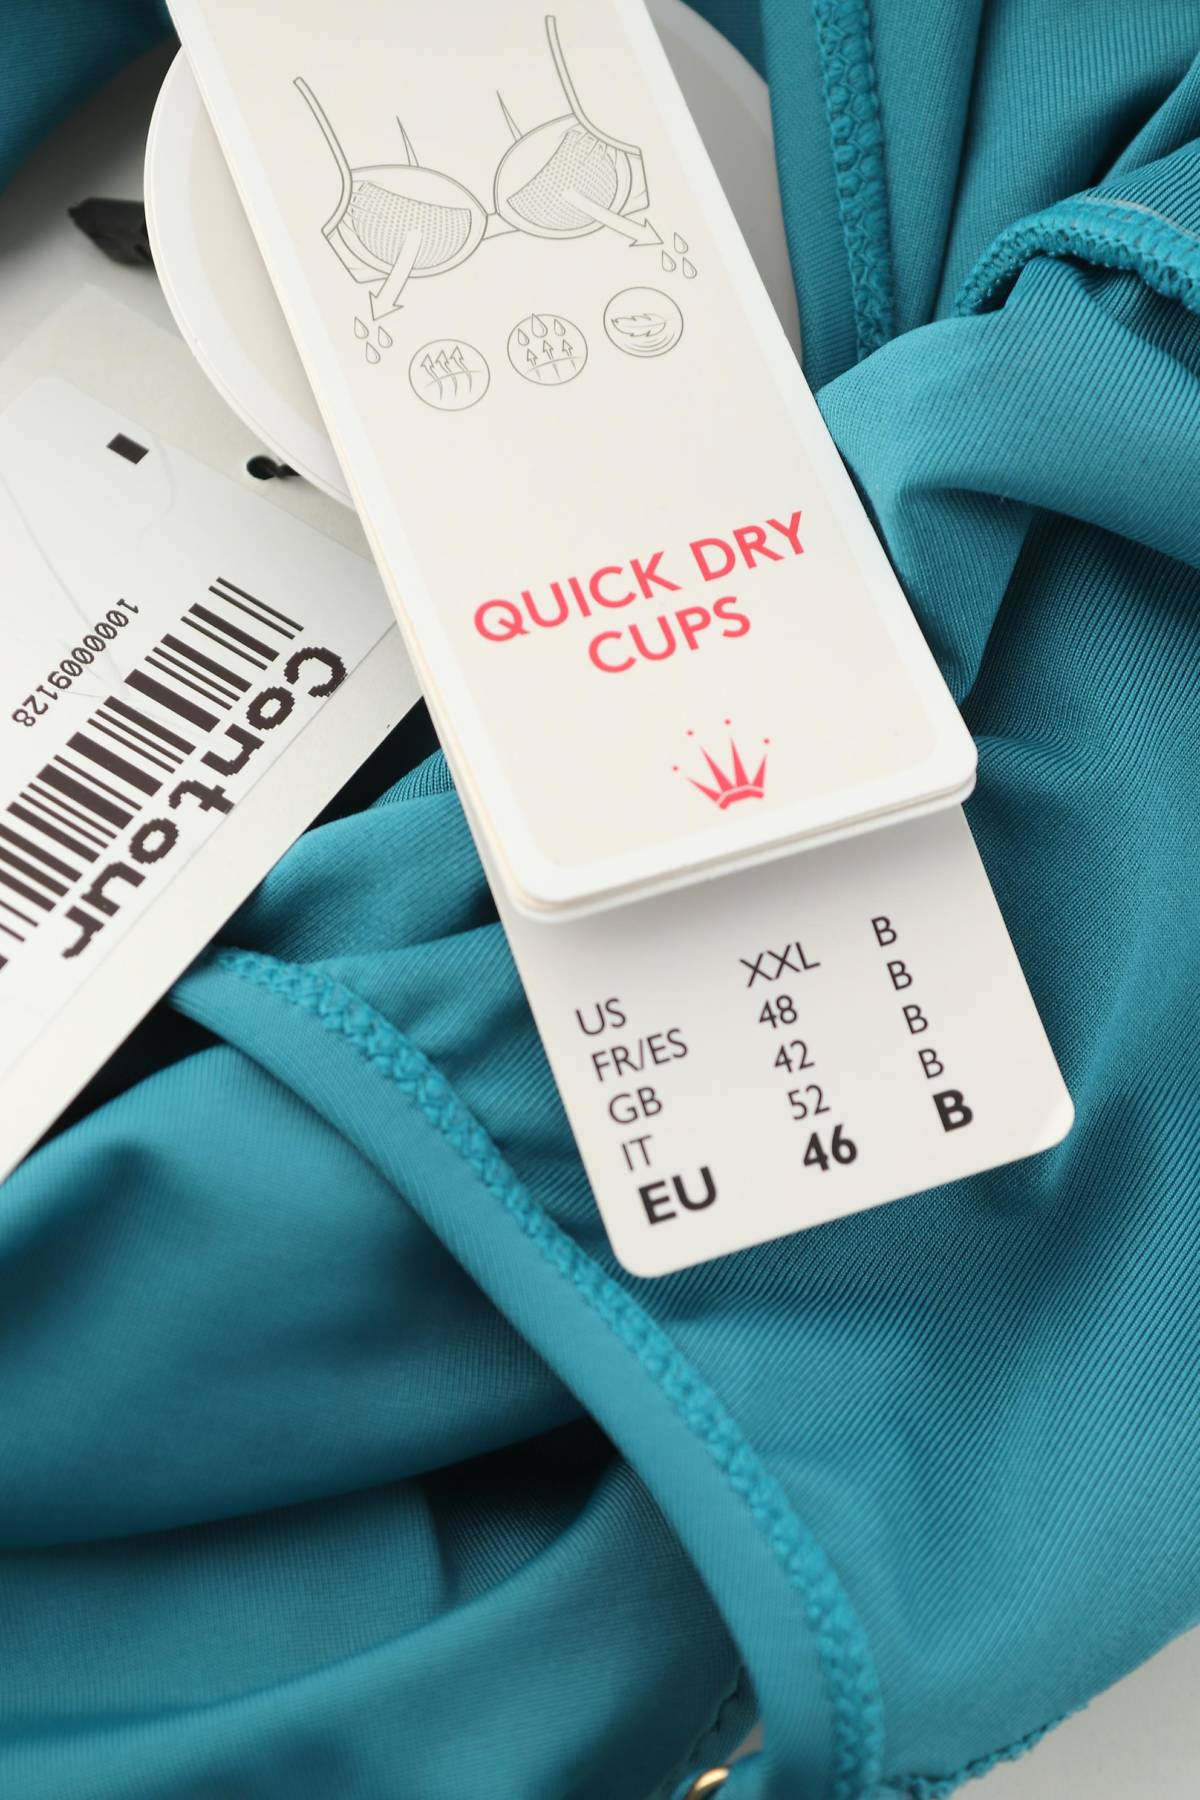 QUICK DRY
CUPS
US XXL B
FR/ES 48 B
GB 42 B
IT 52 B
EU 46 B
Contour
1000009128